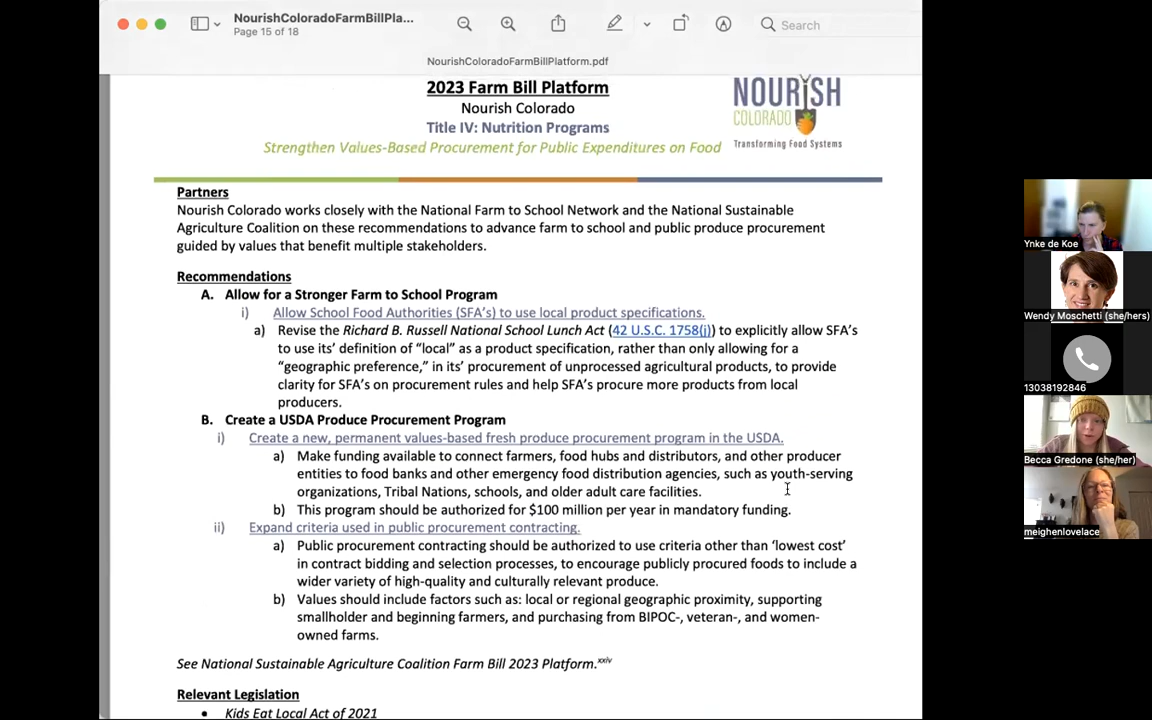 NourishColoradoFarmBillPla...
Page 15 of 18
Search
NourishColoradoFarmBillPlatform.pdf
2023 Farm Bill Platform
Nourish Colorado
Title IV: Nutrition Programs
Strengthen Values-Based Procurement for Public Expenditures on Food
NOURISH
COLORADO
Transforming Food Systems
Partners
Nourish Colorado works closely with the National Farm to School Network and the National Sustainable
Agriculture Coalition on these recommendations to advance farm to school and public produce procurement
guided by values that benefit multiple stakeholders.
Recommendations
A. Allow for a Stronger Farm to School Program
i) Allow School Food Authorities (SFA's) to use local product specifications.
a) Revise the Richard B. Russell National School Lunch Act (42 U.S.C. 1758(j)) to explicitly allow SFA's
to use its' definition of "local" as a product specification, rather than only allowing for a
"geographic preference," in its' procurement of unprocessed agricultural products, to provide
clarity for SFA's on procurement rules and help SFA's procure more products from local
producers.
B. Create a USDA Produce Procurement Program
i) Create a new, permanent values-based fresh produce procurement program in the USDA.
a) Make funding available to connect farmers, food hubs and distributors, and other producer
entities to food banks and other emergency food distribution agencies, such as youth-serving
organizations, Tribal Nations, schools, and older adult care facilities.
b) This program should be authorized for $100 million per year in mandatory funding.
ii) Expand criteria used in public procurement contracting.
a) Public procurement contracting should be authorized to use criteria other than 'lowest cost'
in contract bidding and selection processes, to encourage publicly procured foods to include a
wider variety of high-quality and culturally relevant produce.
b) Values should include factors such as: local or regional geographic proximity, supporting
smallholder and beginning farmers, and purchasing from BIPOC-, veteran-, and women-
owned farms.
See National Sustainable Agriculture Coalition Farm Bill 2023 Platform.xxiv
Relevant Legislation
• Kids Eat Local Act of 2021
Ynke de Koe
Wendy Moschetti (she/hers)
13038192846
Becca Gredone (she/her)
meighenlovelace